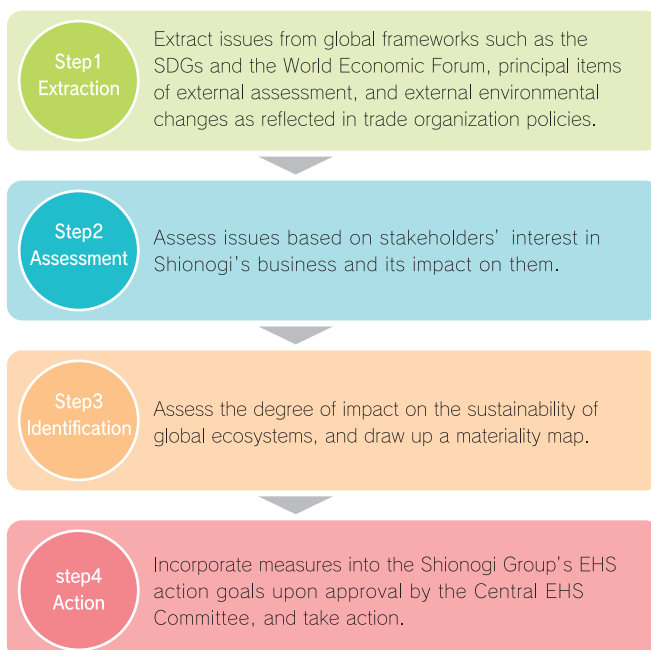 Step1
Extraction
Extract issues from global frameworks such as the
SDGs and the World Economic Forum, principal items
of external assessment, and external environmental
changes as reflected in trade organization policies.
Step2
Assessment
Assess issues based on stakeholders’ interest in
Shionogi’s business and its impact on them.
Step3
Identification
Assess the degree of impact on the sustainability of
global ecosystems, and draw up a materiality map.
step4
Action
Incorporate measures into the Shionogi Group’s EHS
action goals upon approval by the Central EHS
Committee, and take action.